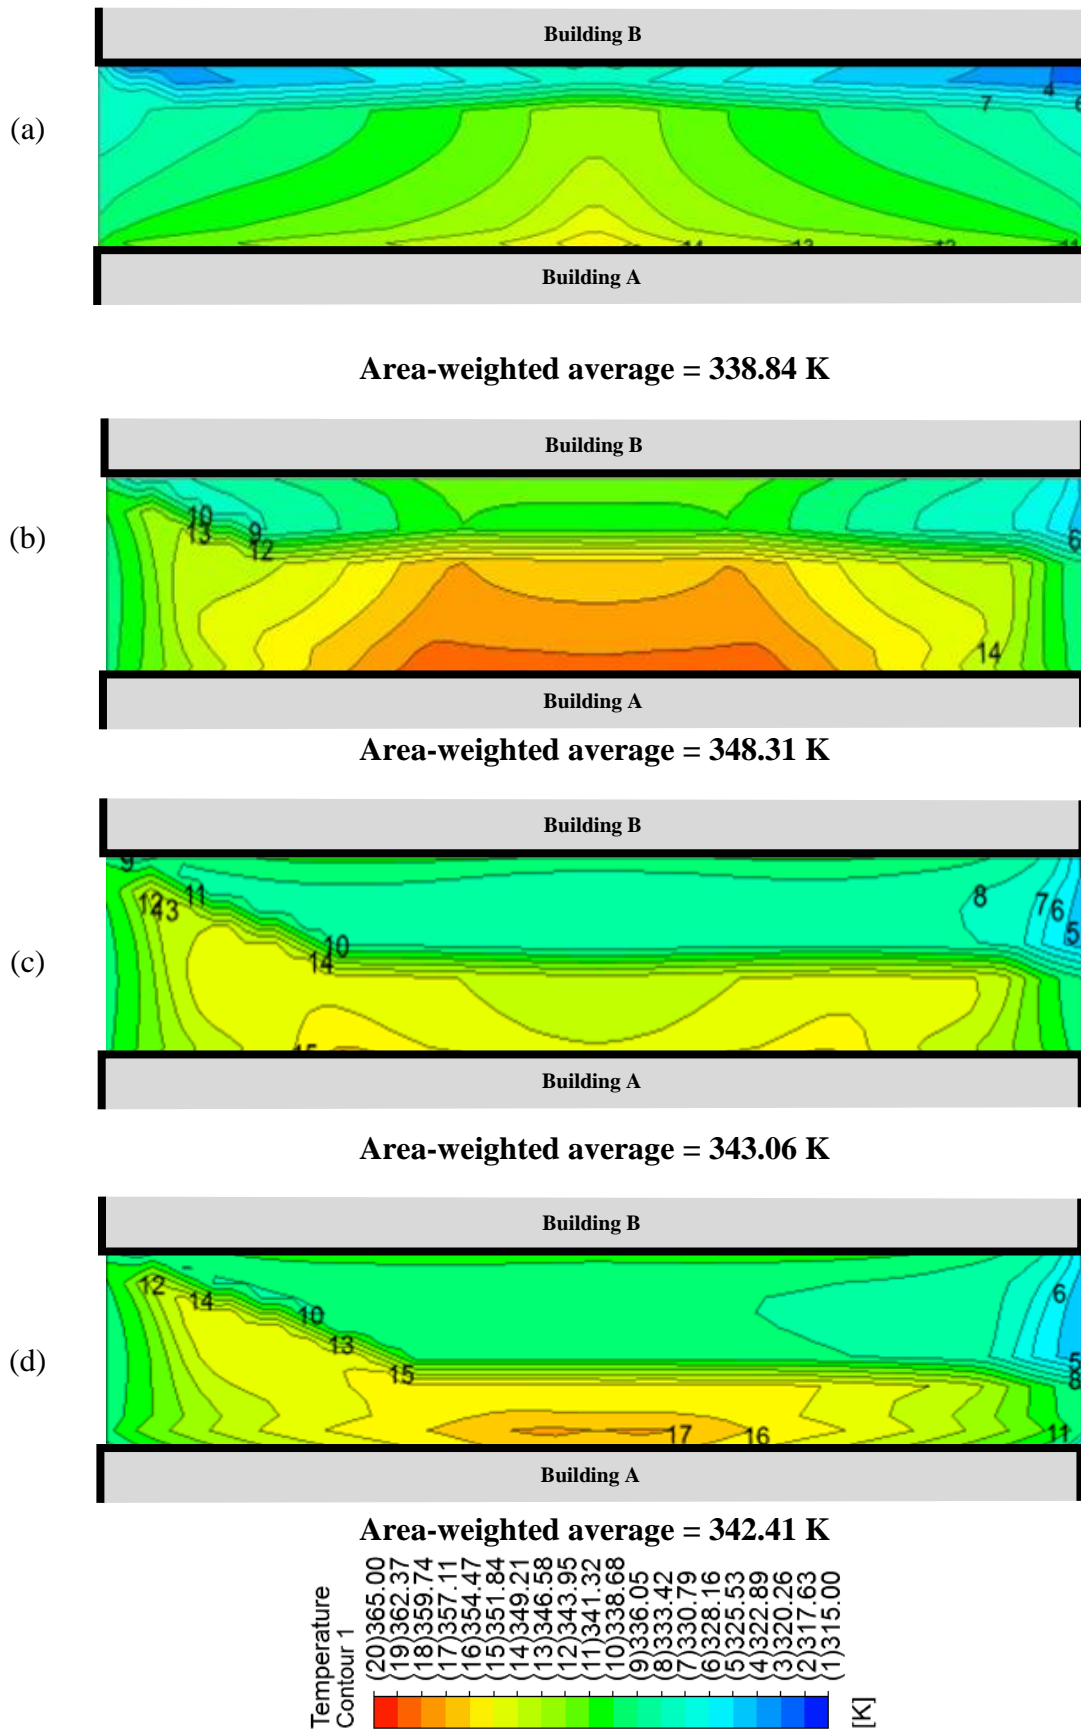 Building B
(a)
7
4
6
14
13
12
11
Building A
Area-weighted average = 338.84 K
Building B
(b)
10
13
9
12
6
14
Building A
Area-weighted average = 348.31 K
Building B
(c)
9
12
13
11
10
14
8
7
6
5
15
Building A
Area-weighted average = 343.06 K
Building B
(d)
12
14
10
13
15
6
5
8
17
16
11
Building A
Area-weighted average = 342.41 K
Temperature
Contour 1
(20)365.00
(19)362.37
(18)359.74
(17)357.11
(16)354.47
(15)351.84
(14)349.21
(13)346.58
(12)343.95
(11)341.32
(10)338.68
(9)336.05
(8)333.42
(7)330.79
(6)328.16
(5)325.53
(4)322.89
(3)320.26
(2)317.63
(1)315.00
[K]